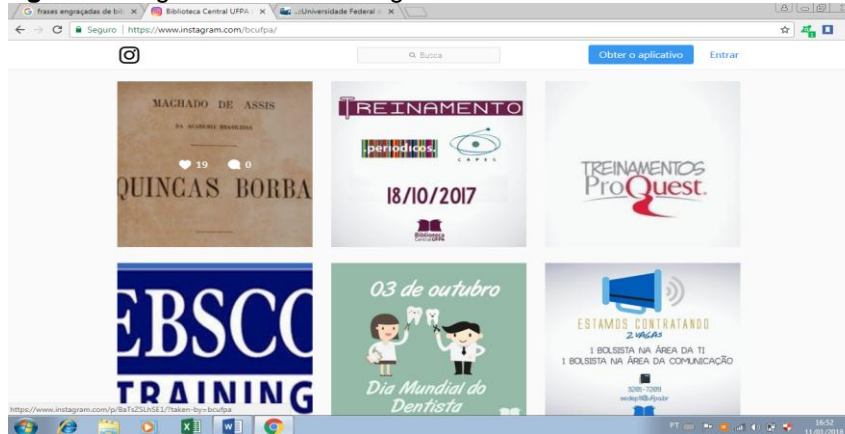 frases engraçadas de bib
Biblioteca Central UFPA
..::Universidade Federal
Seguro | https://www.instagram.com/bcufpa/
Busca
Obter o aplicativo
Entrar
MACHADO DE ASSIS
DA ACADEMIA BRASILEIRA
19
0
QUINCAS BORBA
TREINAMENTO
.periodicos.
CAPES
18/10/2017
Biblioteca
Central UFPA
TREINAMENTOS
ProQuest.
EBSCO
TRAINING
03 de outubro
Dia Mundial do
Dentista
ESTAMOS CONTRATANDO
2 VAGAS
1 BOLSISTA NA ÁREA DA TI
1 BOLSISTA NA ÁREA DA COMUNICAÇÃO
3201-7209
https://www.instagram.com/p/BaTsZSLhSE1/?taken-by=bcufpa
PT
16:52
11/01/2018